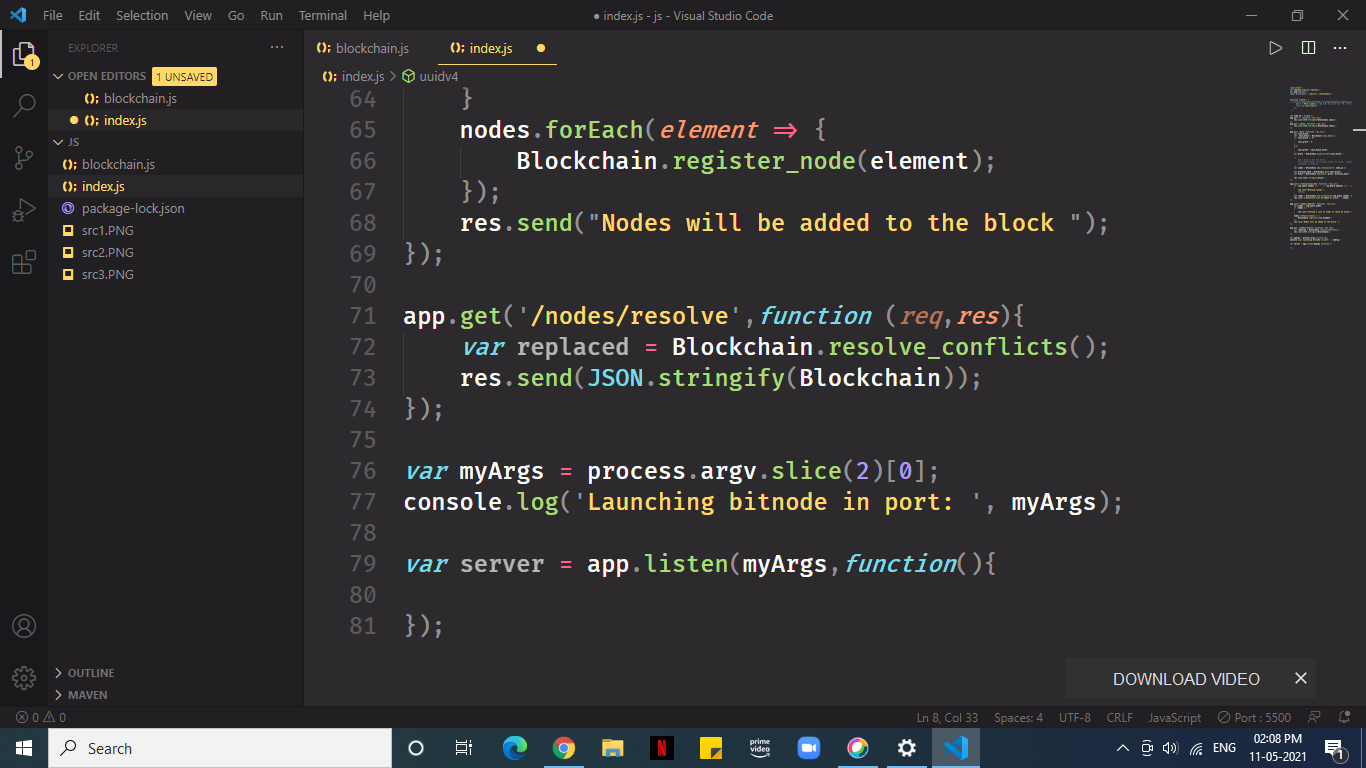 File Edit Selection View Go Run Terminal Help
● index.js - js - Visual Studio Code
EXPLORER
OPEN EDITORS 1 UNSAVED
blockchain.js
index.js
JS
blockchain.js
index.js
package-lock.json
src1.PNG
src2.PNG
src3.PNG
OUTLINE
MAVEN
1
blockchain.js index.js
index.js > uuidv4
64 }
65 nodes.forEach(element => {
66 Blockchain.register_node(element);
67 });
68 res.send("Nodes will be added to the block ");
69 });
70
71 app.get('/nodes/resolve',function (req,res){
72 var replaced = Blockchain.resolve_conflicts();
73 res.send(JSON.stringify(Blockchain));
74 });
75
76 var myArgs = process.argv.slice(2)[0];
77 console.log('Launching bitnode in port: ', myArgs);
78
79 var server = app.listen(myArgs,function(){
80
81 });
DOWNLOAD VIDEO
0 0
Ln 8, Col 33 Spaces: 4 UTF-8 CRLF JavaScript Port : 5500
Search
N
prime video
ENG
02:08 PM
11-05-2021
1